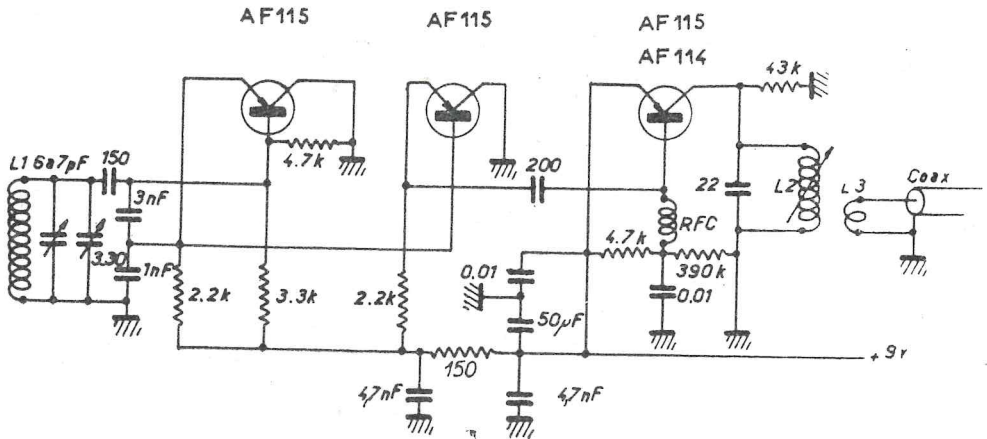 AF115
AF115
AF115
AF114
43k
4.7k
L1 6a7pF 150
200
22
L2
L3
Coax
3nF
RFC
3.30
1nF
4.7k
0.01
390k
0.01
2.2k
3.3k
2.2k
50µF
+ 9v
150
4,7nF
4,7nF